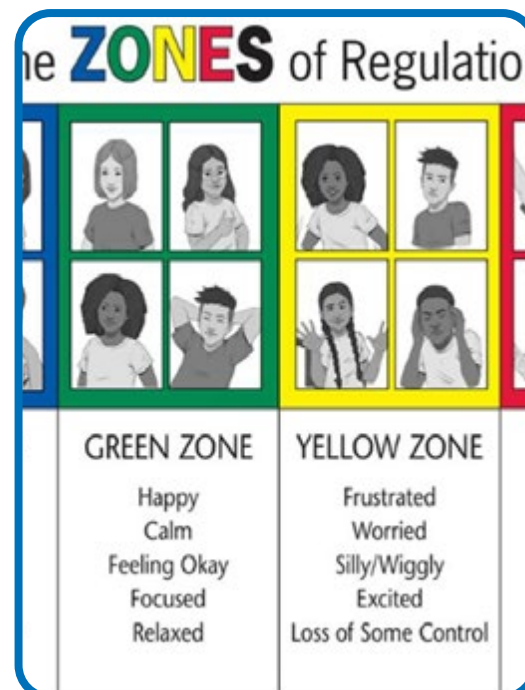 he ZONES of Regulatio
GREEN ZONE
Happy
Calm
Feeling Okay
Focused
Relaxed
YELLOW ZONE
Frustrated
Worried
Silly/Wiggly
Excited
Loss of Some Control